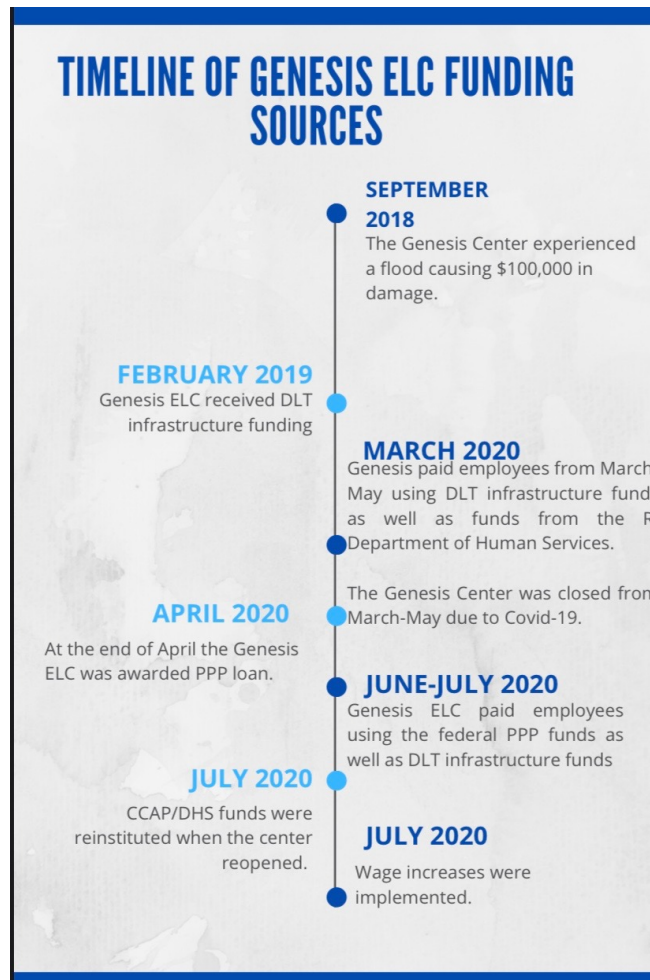 TIMELINE OF GENESIS ELC FUNDING
SOURCES
SEPTEMBER
2018
The Genesis Center experienced
a flood causing $100,000 in
damage.
FEBRUARY 2019
Genesis ELC received DLT
infrastructure funding
MARCH 2020
Genesis paid employees from March
May using DLT infrastructure fund
as well as funds from the R
Department of Human Services.
The Genesis Center was closed from
March-May due to Covid-19.
APRIL 2020
At the end of April the Genesis
ELC was awarded PPP loan.
JUNE-JULY 2020
Genesis ELC paid employees
using the federal PPP funds as
well as DLT infrastructure funds
JULY 2020
CCAP/DHS funds were
reinstituted when the center
reopened.
JULY 2020
Wage increases were
implemented.